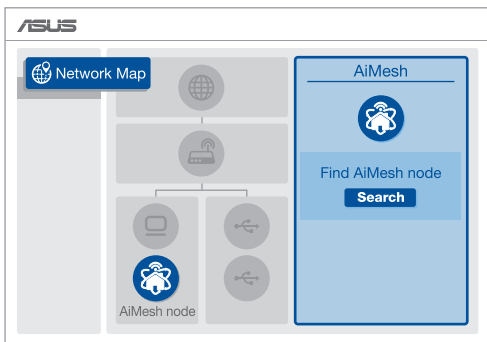 ASUS
Network Map
AiMesh
Find AiMesh node
Search
AiMesh node